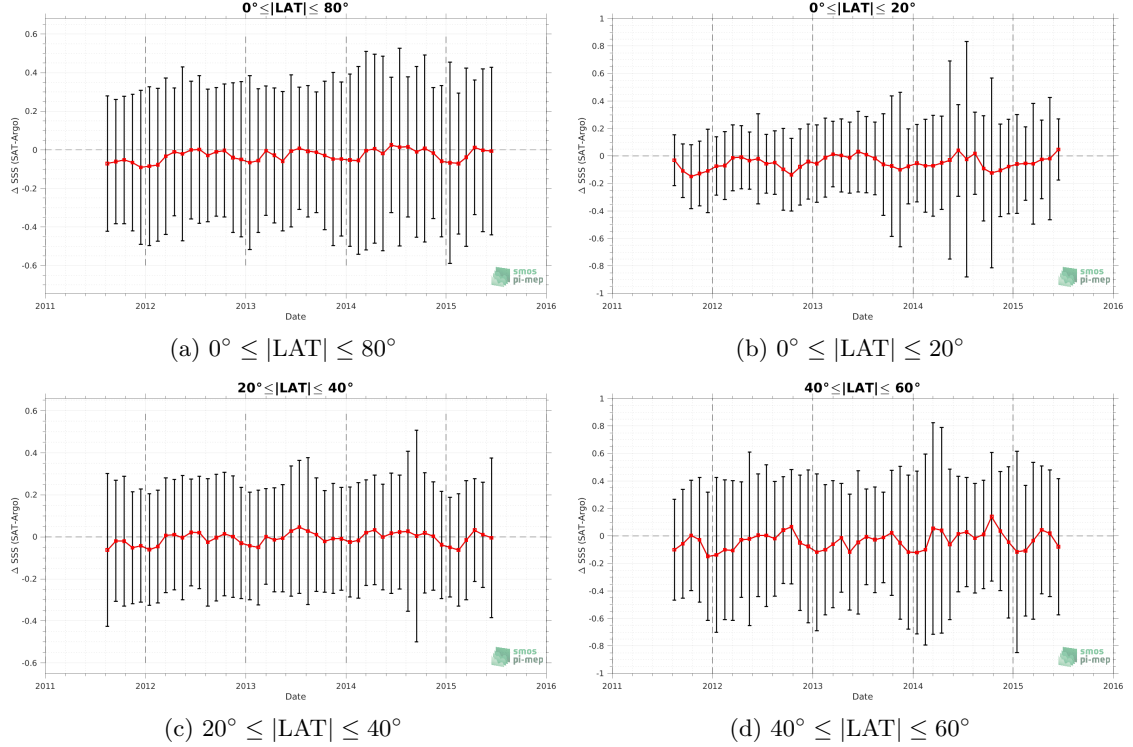 0°≤|LAT|≤ 80°
Δ SSS (SAT-Argo)
0.6
0.4
0.2
0
-0.2
-0.4
-0.6
2011 2012 2013 2014 2015 2016
Date
smos
pi-mep
(a) 0° ≤ |LAT| ≤ 80°
0°≤|LAT|≤ 20°
Δ SSS (SAT-Argo)
1
0.8
0.6
0.4
0.2
0
-0.2
-0.4
-0.6
-0.8
-1
2011 2012 2013 2014 2015 2016
Date
smos
pi-mep
(b) 0° ≤ |LAT| ≤ 20°
20°≤|LAT|≤ 40°
Δ SSS (SAT-Argo)
0.6
0.4
0.2
0
-0.2
-0.4
-0.6
2011 2012 2013 2014 2015 2016
Date
smos
pi-mep
(c) 20° ≤ |LAT| ≤ 40°
40°≤|LAT|≤ 60°
Δ SSS (SAT-Argo)
1
0.8
0.6
0.4
0.2
0
-0.2
-0.4
-0.6
-0.8
-1
2011 2012 2013 2014 2015 2016
Date
smos
pi-mep
(d) 40° ≤ |LAT| ≤ 60°